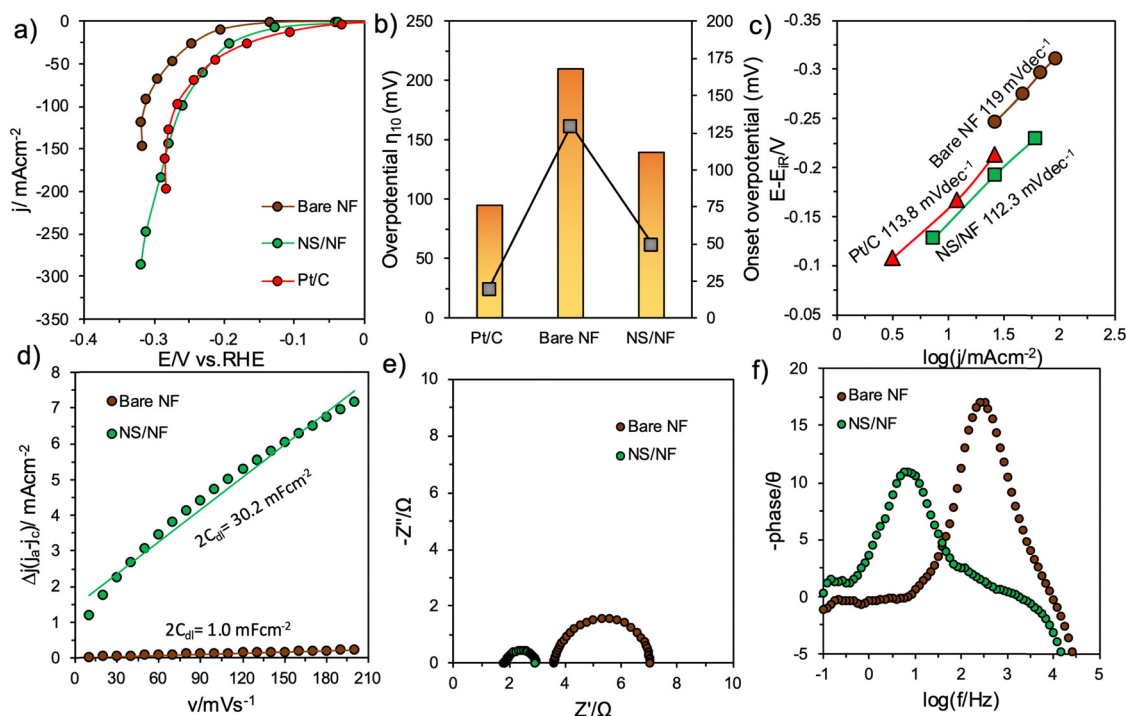 a)
0
-50
-100
-150
-200
-250
-300
-350
-0.4
-0.3
-0.2
-0.1
0
j/ mAcm-2
E/V vs.RHE
Bare NF
NS/NF
Pt/C
b)
250
200
150
100
50
0
Overpotential η10 (mV)
200
175
150
125
100
75
50
25
0
Onset overpotential (mV)
Pt/C
Bare NF
NS/NF
c)
-0.35
-0.3
-0.25
-0.2
-0.15
-0.1
-0.05
E-EiR/V
0
0.5
1
1.5
2
2.5
log(j/mAcm-2)
Bare NF 119 mVdec-1
Pt/C 113.8 mVdec-1
NS/NF 112.3 mVdec-1
d)
8
7
6
5
4
3
2
1
0
Δj(ja-jc)/ mAcm-2
0
30
60
90
120
150
180
210
v/mVs-1
Bare NF
NS/NF
2Cdl= 30.2 mFcm-2
2Cdl= 1.0 mFcm-2
e)
10
8
6
4
2
0
-Z"/Ω
0
2
4
6
8
10
Z'/Ω
Bare NF
NS/NF
f)
20
15
10
5
0
-5
-phase/θ
-1
0
1
2
3
4
5
log(f/Hz)
Bare NF
NS/NF